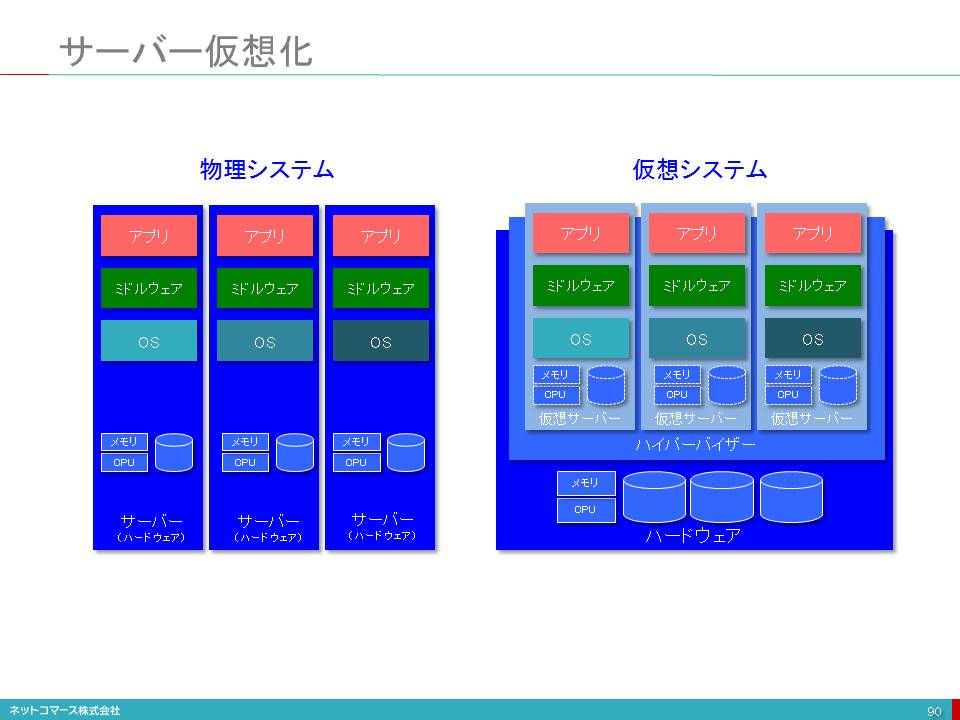 サーバー仮想化
物理システム
アプリ アプリ アプリ
ミドルウェア ミドルウェア ミドルウェア
OS OS OS
メモリ メモリ メモリ
CPU CPU CPU
サーバー サーバー サーバー
(ハードウェア) (ハードウェア) (ハードウェア)
仮想システム
アプリ アプリ アプリ
ミドルウェア ミドルウェア ミドルウェア
OS OS OS
メモリ メモリ メモリ
CPU CPU CPU
仮想サーバー 仮想サーバー 仮想サーバー
ハイパーバイザー
メモリ
CPU
ハードウェア
ネットコマース株式会社
90